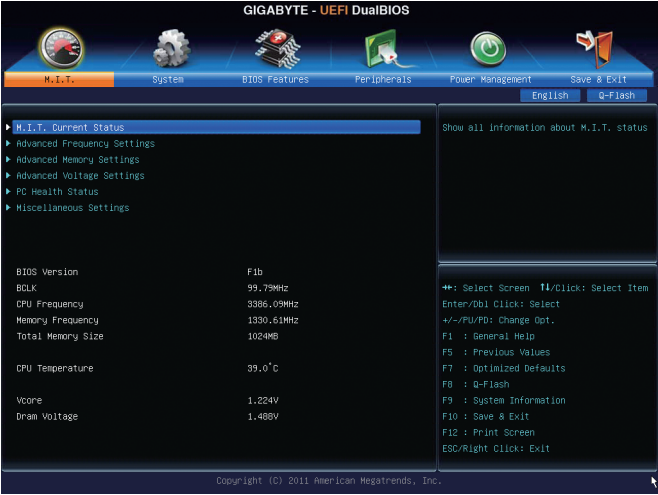 GIGABYTE - UEFI DualBIOS
M.I.T.
System
BIOS Features
Peripherals
Power Management
Save & Exit
English
Q-Flash
M.I.T. Current Status
Advanced Frequency Settings
Advanced Memory Settings
Advanced Voltage Settings
PC Health Status
Miscellaneous Settings
BIOS Version F1b
BCLK 99.79MHz
CPU Frequency 3386.09MHz
Memory Frequency 1330.61MHz
Total Memory Size 1024MB
CPU Temperature 39.0°C
Vcore 1.224V
Dram Voltage 1.488V
Show all information about M.I.T. status
→←: Select Screen ↑↓/Click: Select Item
Enter/Dbl Click: Select
+/-/PU/PD: Change Opt.
F1 : General Help
F5 : Previous Values
F7 : Optimized Defaults
F8 : Q-Flash
F9 : System Information
F10 : Save & Exit
F12 : Print Screen
ESC/Right Click: Exit
Copyright (C) 2011 American Megatrends, Inc.